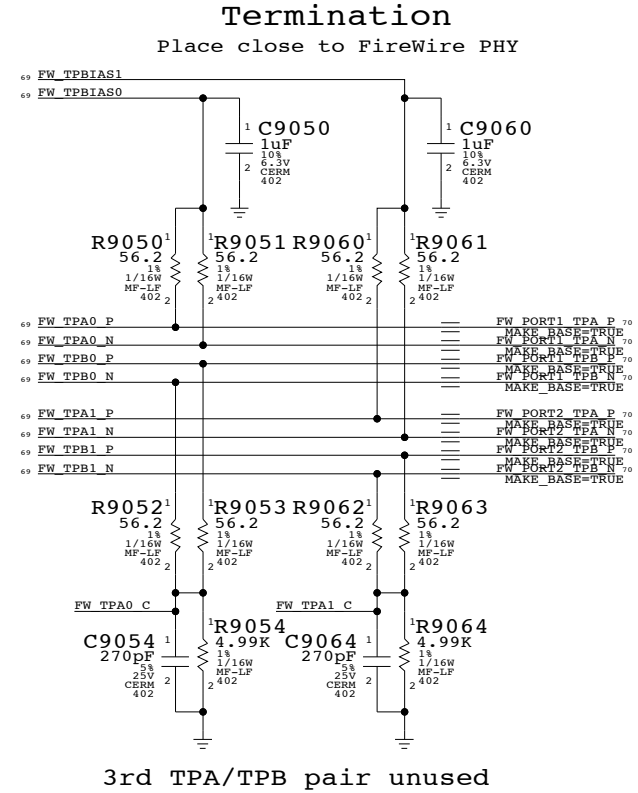 Termination
Place close to FireWire PHY
69 FW_TPBIAS1
69 FW_TPBIAS0
1 C9050
1uF
10%
6.3V
2 CERM
402
1 C9060
1uF
10%
6.3V
2 CERM
402
R9050 1
56.2
1%
1/16W
MF-LF
402 2
1 R9051
56.2
1%
1/16W
MF-LF
2 402
R9060 1
56.2
1%
1/16W
MF-LF
402 2
1 R9061
56.2
1%
1/16W
MF-LF
2 402
69 FW_TPA0_P
FW_PORT1_TPA_P 70
MAKE_BASE=TRUE
69 FW_TPA0_N
FW_PORT1_TPA_N 70
MAKE_BASE=TRUE
69 FW_TPB0_P
FW_PORT1_TPB_P 70
MAKE_BASE=TRUE
69 FW_TPB0_N
FW_PORT1_TPB_N 70
MAKE_BASE=TRUE
69 FW_TPA1_P
FW_PORT2_TPA_P 70
MAKE_BASE=TRUE
69 FW_TPA1_N
FW_PORT2_TPA_N 70
MAKE_BASE=TRUE
69 FW_TPB1_P
FW_PORT2_TPB_P 70
MAKE_BASE=TRUE
69 FW_TPB1_N
FW_PORT2_TPB_N 70
MAKE_BASE=TRUE
R9052 1
56.2
1%
1/16W
MF-LF
402 2
1 R9053
56.2
1%
1/16W
MF-LF
2 402
R9062 1
56.2
1%
1/16W
MF-LF
402 2
1 R9063
56.2
1%
1/16W
MF-LF
2 402
FW_TPA0_C
FW_TPA1_C
C9054 1
270pF
5%
25V
CERM 2
402
1 R9054
4.99K
1%
1/16W
MF-LF
2 402
C9064 1
270pF
5%
25V
CERM 2
402
1 R9064
4.99K
1%
1/16W
MF-LF
2 402
3rd TPA/TPB pair unused